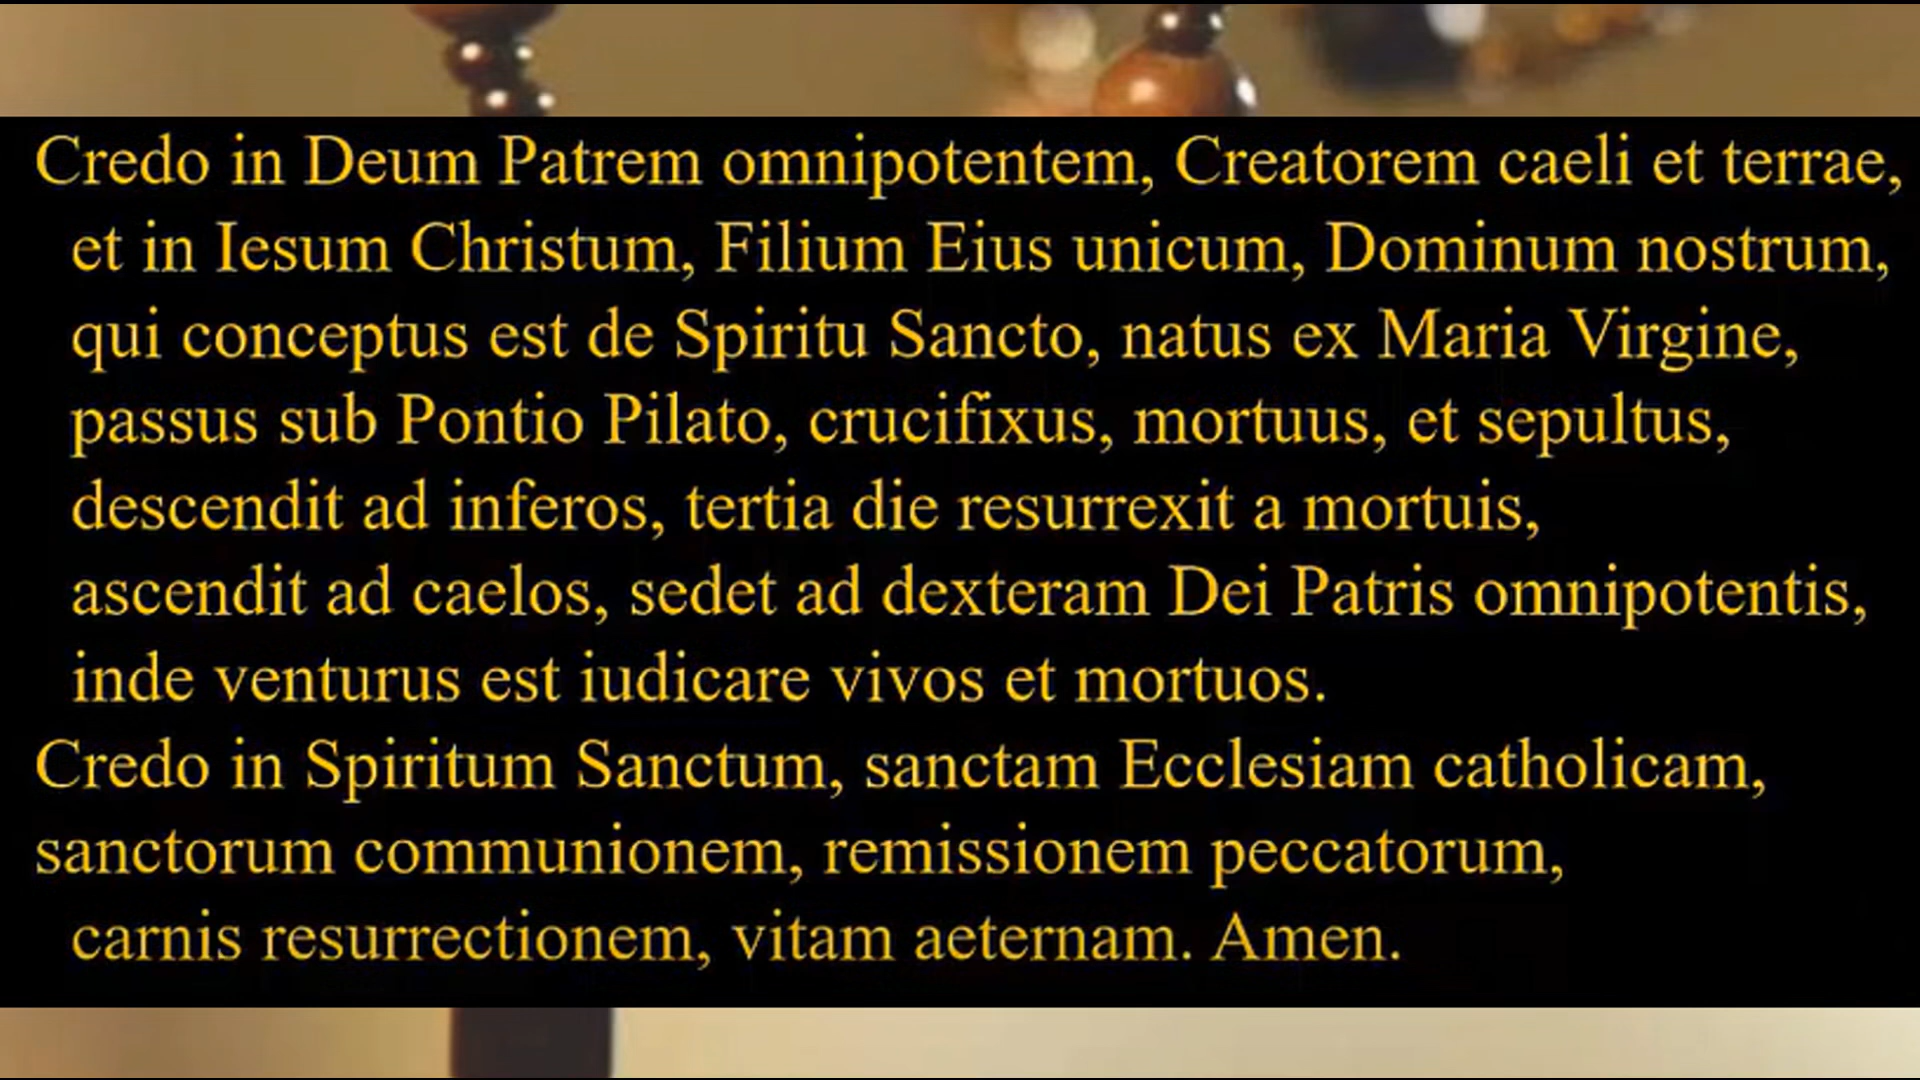 Credo in Deum Patrem omnipotentem, Creatorem caeli et terrae,
et in Iesum Christum, Filium Eius unicum, Dominum nostrum,
qui conceptus est de Spiritu Sancto, natus ex Maria Virgine,
passus sub Pontio Pilato, crucifixus, mortuus, et sepultus,
descendit ad inferos, tertia die resurrexit a mortuis,
ascendit ad caelos, sedet ad dexteram Dei Patris omnipotentis,
inde venturus est iudicare vivos et mortuos.
Credo in Spiritum Sanctum, sanctam Ecclesiam catholicam,
sanctorum communionem, remissionem peccatorum,
carnis resurrectionem, vitam aeternam. Amen.